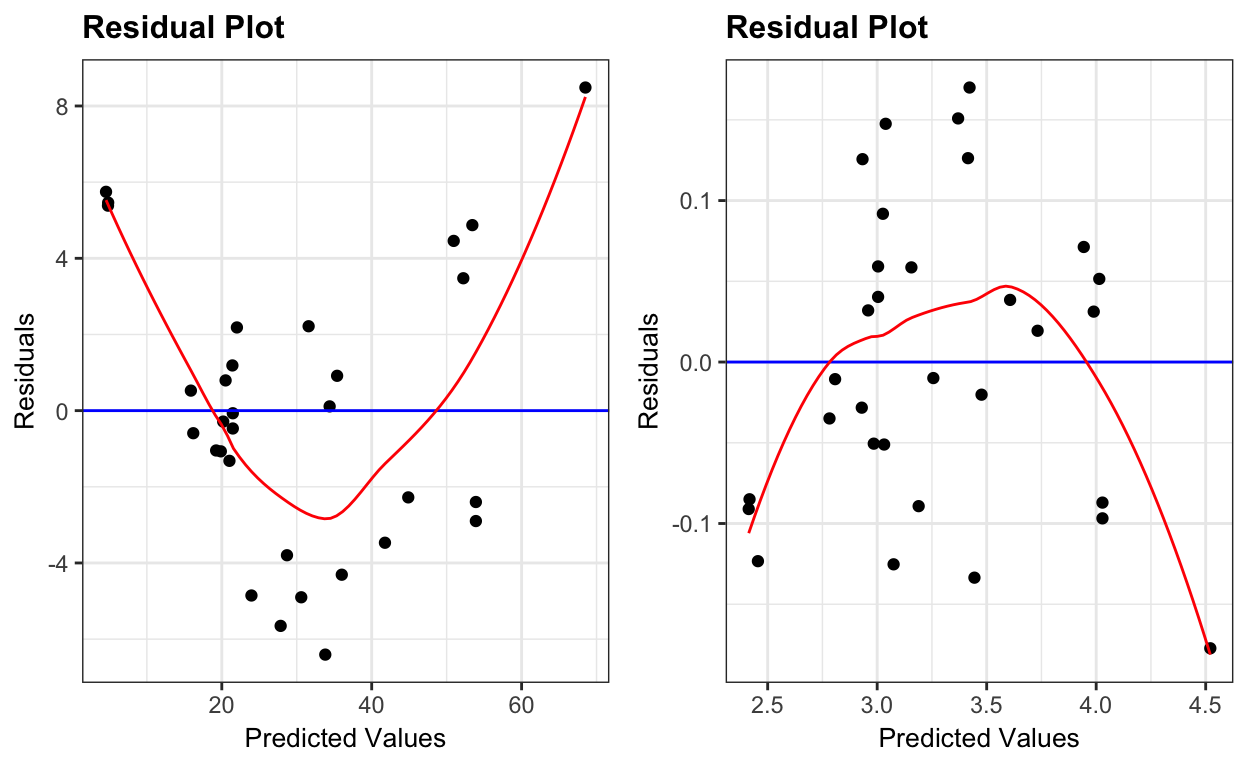 Residual Plot
Residuals
8
4
0
-4
20 40 60
Predicted Values
Residual Plot
Residuals
0.1
0.0
-0.1
2.5 3.0 3.5 4.0 4.5
Predicted Values